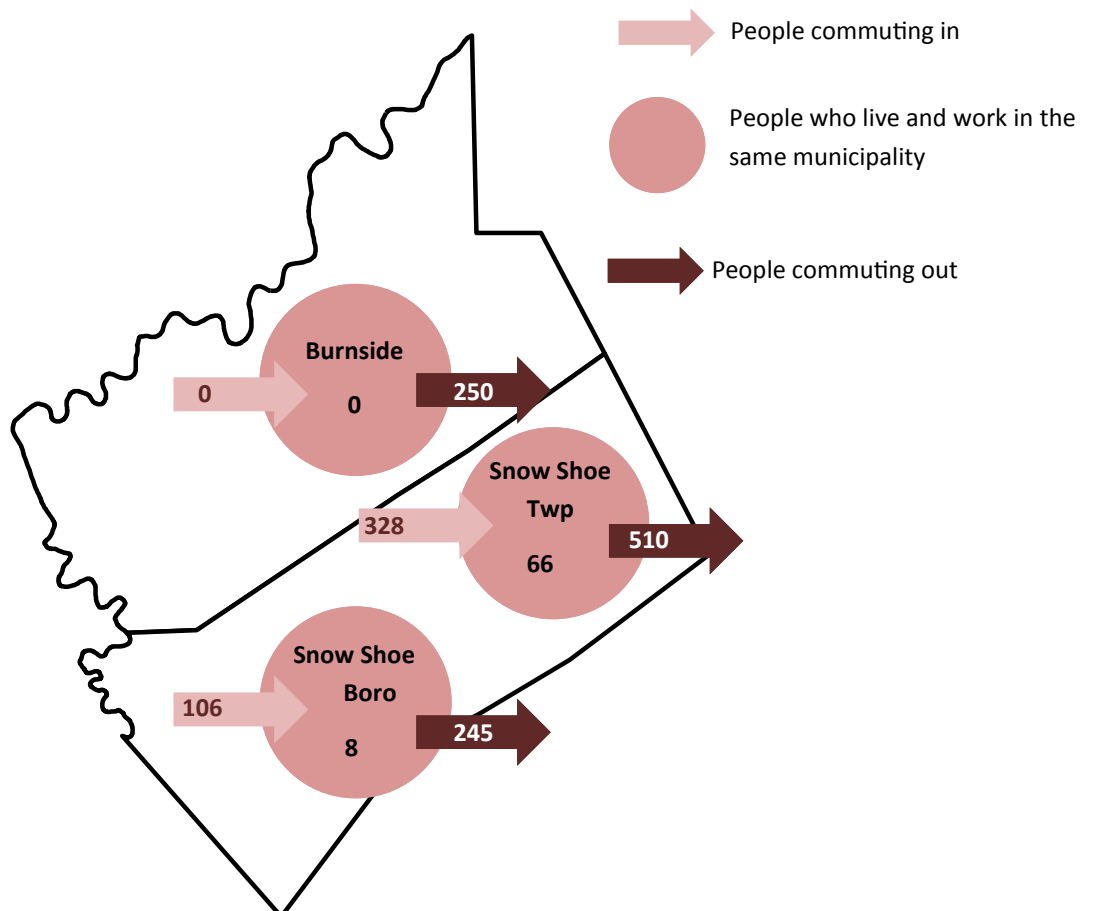 People commuting in
People who live and work in the
same municipality
People commuting out
Burnside
0
0
250
Snow Shoe
Twp
328
66
510
Snow Shoe
Boro
106
8
245